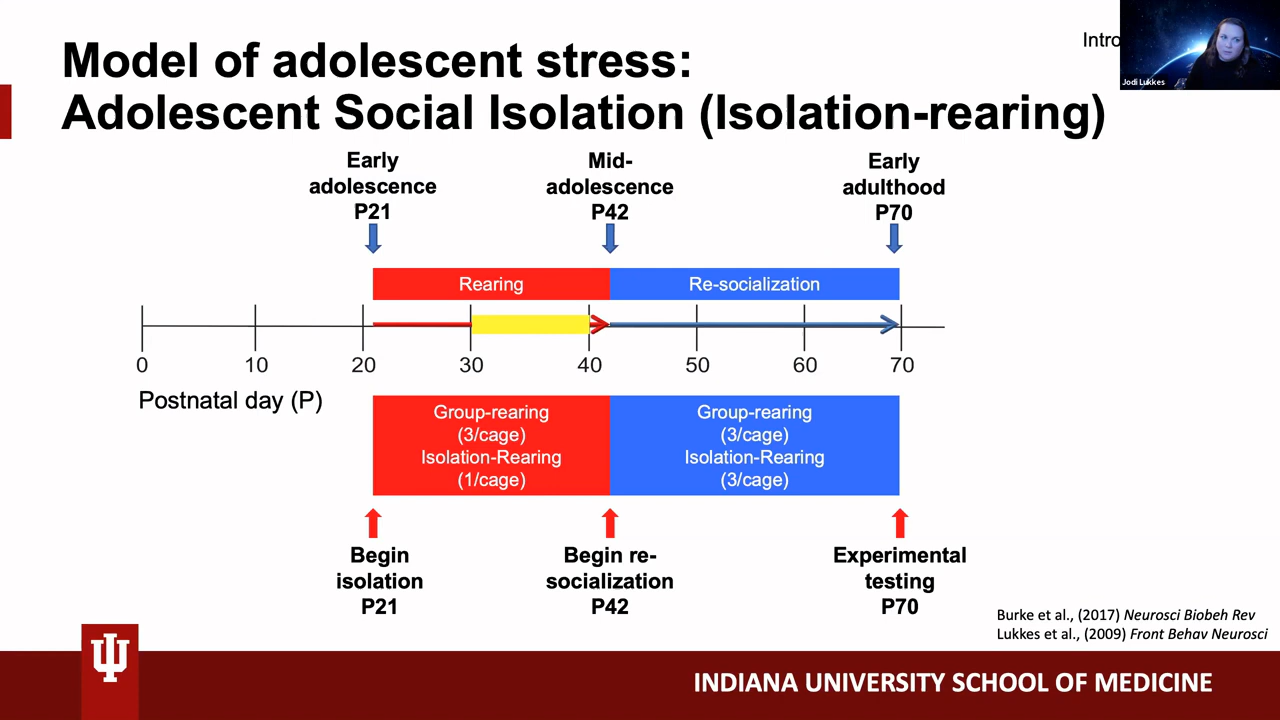 Model of adolescent stress:
Adolescent Social Isolation (Isolation-rearing)
Intro
Jodi Lukkes
Early
adolescence
P21
Mid-
adolescence
P42
Early
adulthood
P70
Rearing
Re-socialization
0
10
20
30
40
50
60
70
Postnatal day (P)
Group-rearing
(3/cage)
Isolation-Rearing
(1/cage)
Group-rearing
(3/cage)
Isolation-Rearing
(3/cage)
Begin
isolation
P21
Begin re-
socialization
P42
Experimental
testing
P70
Burke et al., (2017) Neurosci Biobeh Rev
Lukkes et al., (2009) Front Behav Neurosci
INDIANA UNIVERSITY SCHOOL OF MEDICINE